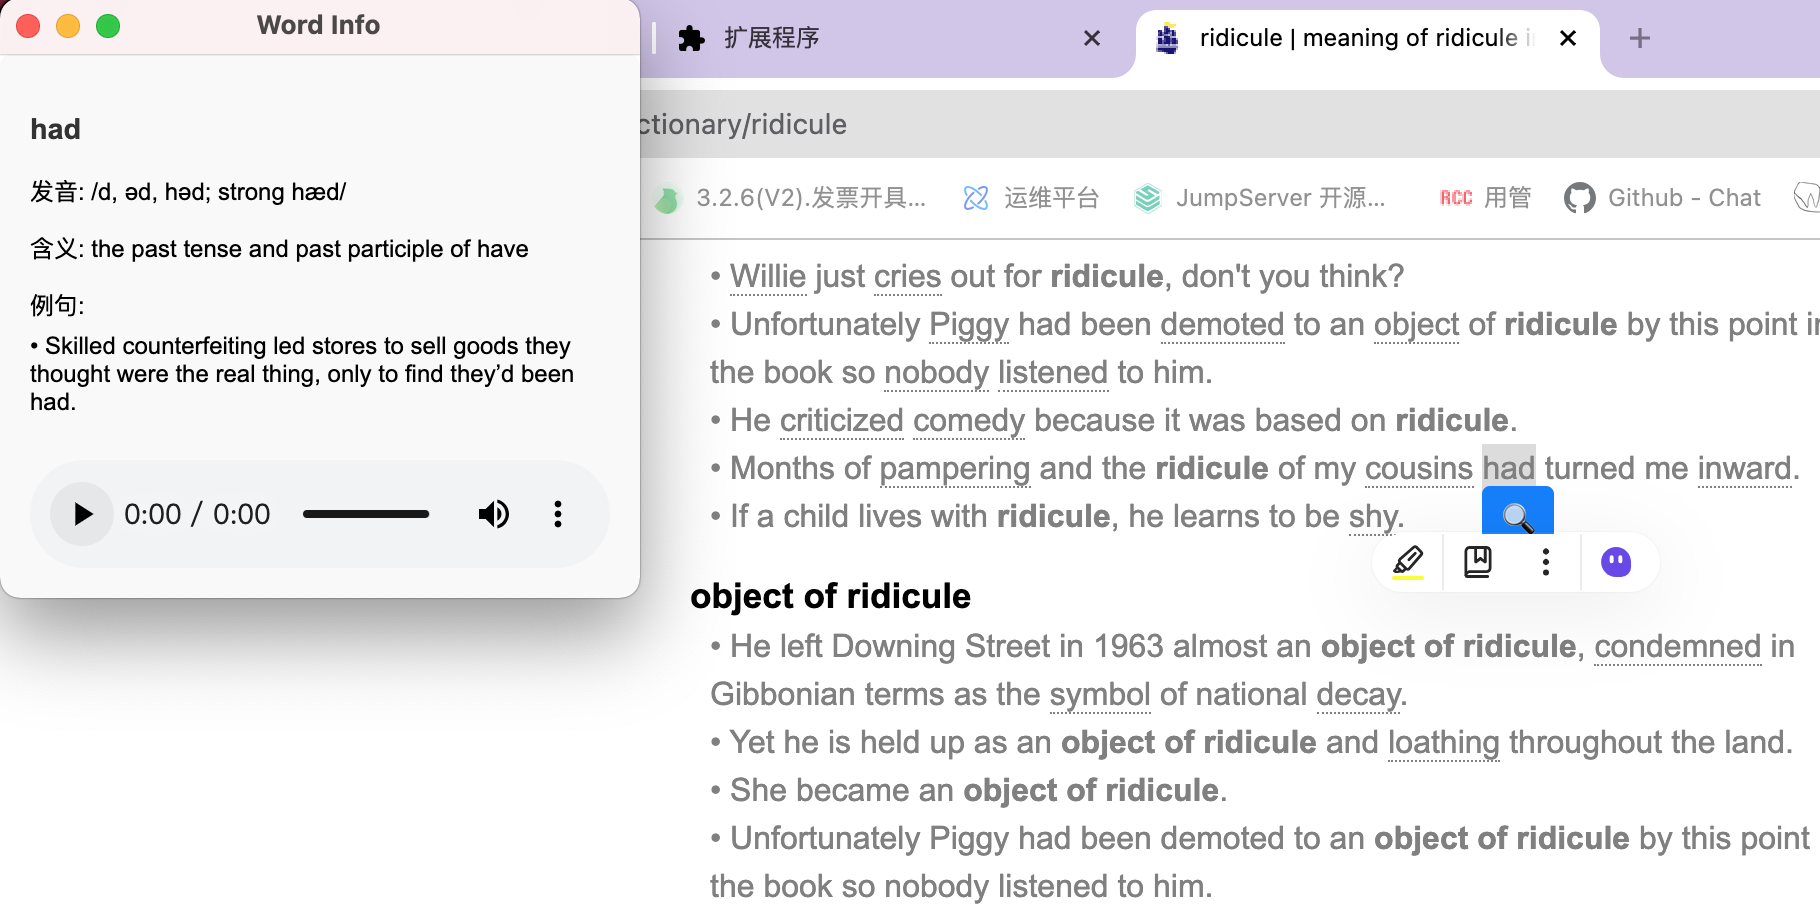 Word Info
had
发音: /d, əd, həd; strong hæd/
含义: the past tense and past participle of have
例句:
• Skilled counterfeiting led stores to sell goods they
thought were the real thing, only to find they’d been
had.
0:00 / 0:00
扩展程序
ridicule | meaning of ridicule
ctionary/ridicule
3.2.6(V2).发票开具...
运维平台
JumpServer 开源...
RCC 用管
Github - Chat
• Willie just cries out for ridicule, don't you think?
• Unfortunately Piggy had been demoted to an object of ridicule by this point in
the book so nobody listened to him.
• He criticized comedy because it was based on ridicule.
• Months of pampering and the ridicule of my cousins had turned me inward.
• If a child lives with ridicule, he learns to be shy.
object of ridicule
• He left Downing Street in 1963 almost an object of ridicule, condemned in
Gibbonian terms as the symbol of national decay.
• Yet he is held up as an object of ridicule and loathing throughout the land.
• She became an object of ridicule.
• Unfortunately Piggy had been demoted to an object of ridicule by this point
the book so nobody listened to him.